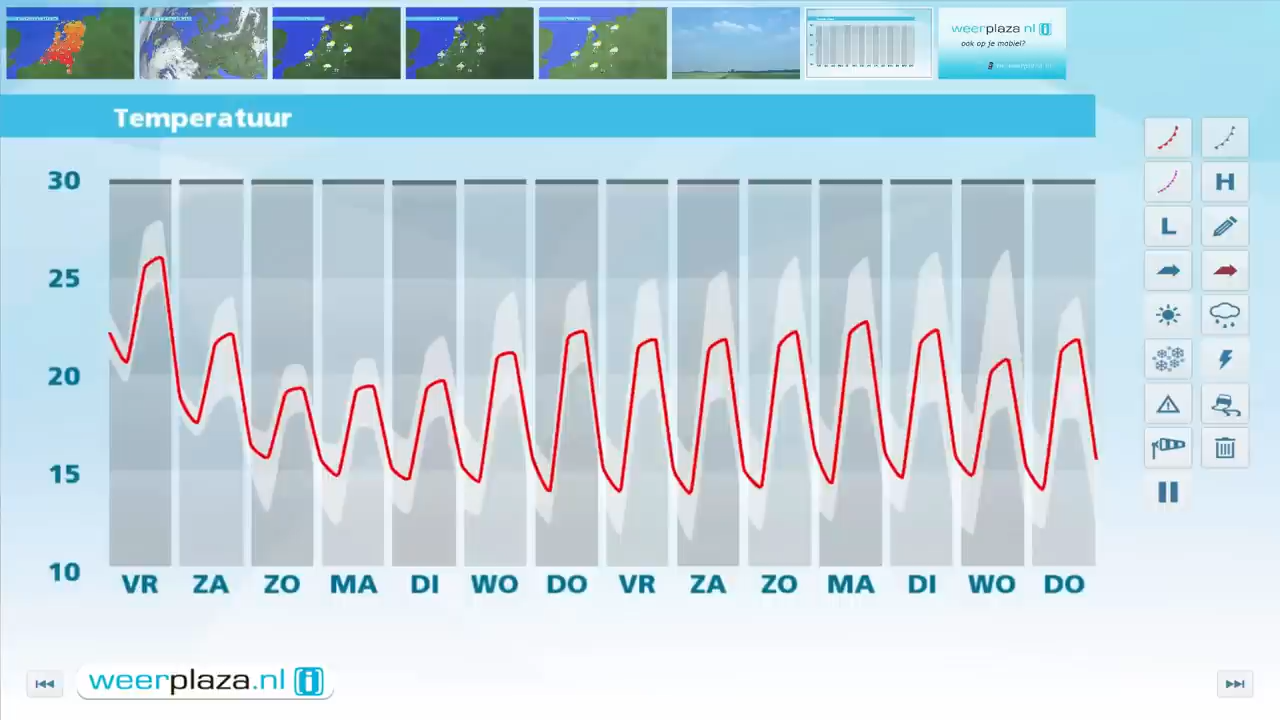 weerplaza.nl
ook op je mobiel?
Temperatuur
30
25
20
15
10
VR ZA ZO MA DI WO DO VR ZA ZO MA DI WO DO
H
L
weerplaza.nl